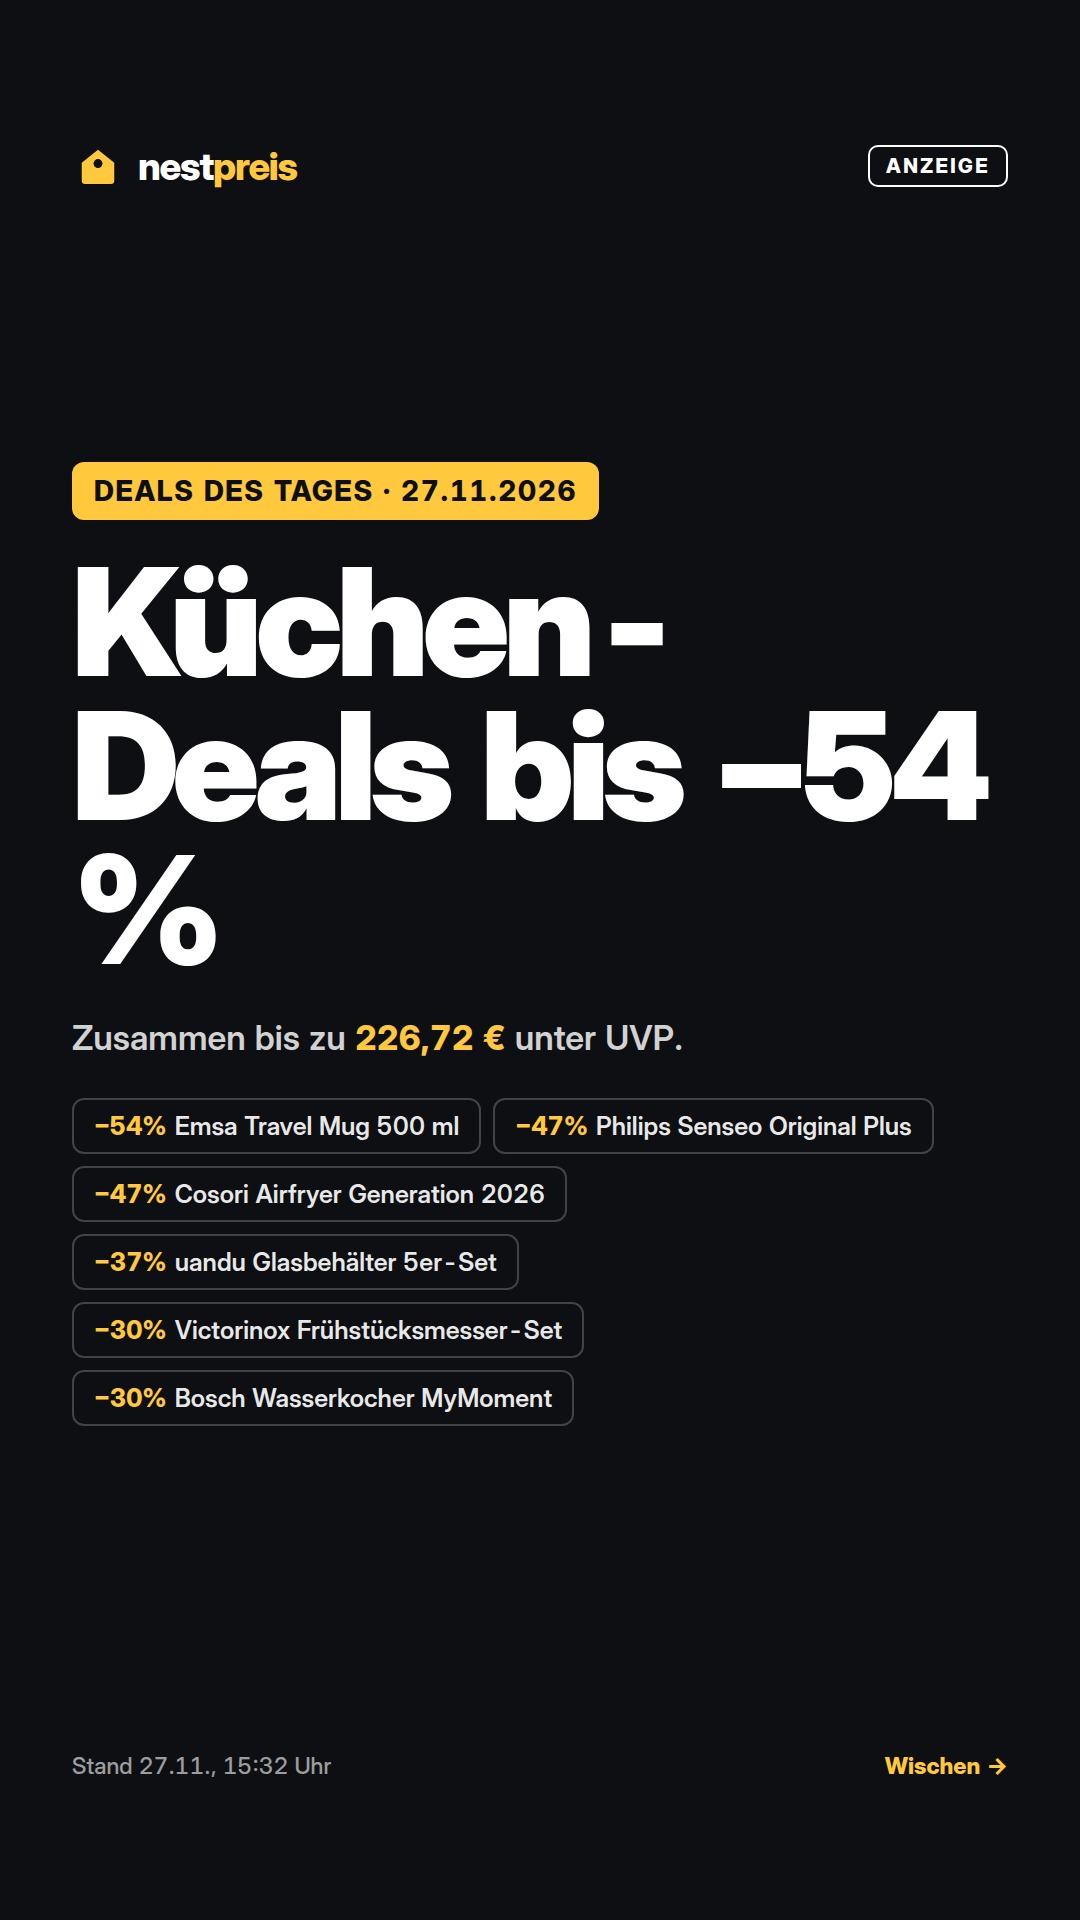 nestpreis
ANZEIGE
DEALS DES TAGES · 27.11.2026
Küchen-
Deals bis −54
%
Zusammen bis zu 226,72 € unter UVP.
−54% Emsa Travel Mug 500 ml
−47% Philips Senseo Original Plus
−47% Cosori Airfryer Generation 2026
−37% uandu Glasbehälter 5er-Set
−30% Victorinox Frühstücksmesser-Set
−30% Bosch Wasserkocher MyMoment
Stand 27.11., 15:32 Uhr
Wischen →